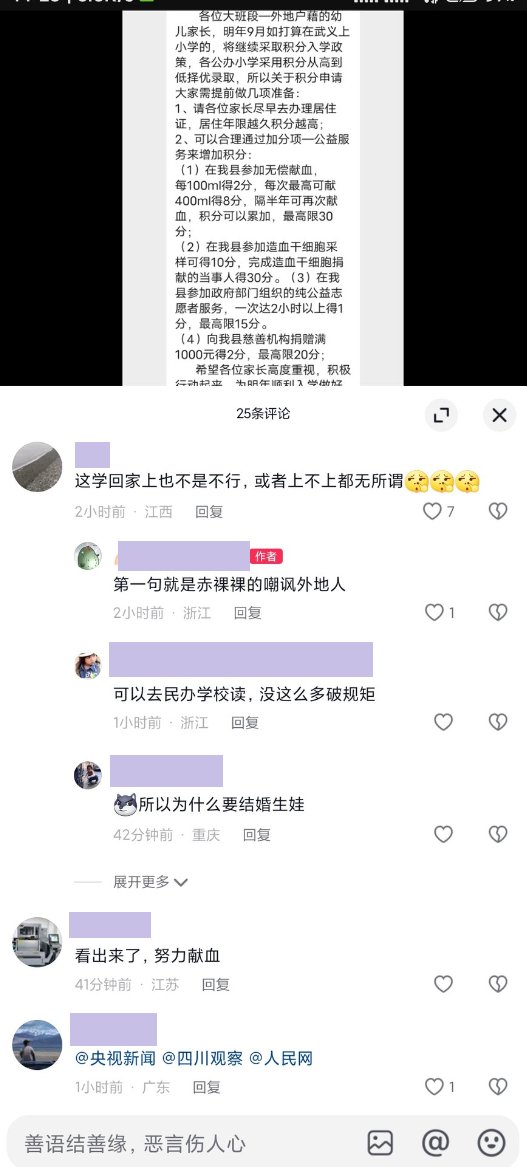 各位大班段一外地户藉的幼
儿家长，明年9月如打算在武义上
小学的，将继续采取积分入学政
策，各公办小学采用积分从高到
低择优录取，所以关于积分申请
大家需提前做几项准备：
1、请各位家长尽早去办理居住
证，居住年限越久积分越高；
2、可以合理通过加分项一公益服
务来增加积分：
（1）在我县参加无偿献血，
每100ml得2分，每次最高可献
400ml得8分，隔半年可再次献
血，积分可以累加，最高限30
分；
（2）在我县参加造血干细胞采
样可得10分，完成造血干细胞捐
献的当事人得30分。（3）在我
县参加政府部门组织的纯公益志
愿者服务，一次达2小时以上得1
分，最高限15分。
（4）向我县慈善机构捐赠满
1000元得2分，最高限20分；
希望各位家长高度重视，积极
行动起来，为明年顺利入学做好
25条评论
这学回家上也不是不行，或者上不上都无所谓
2小时前 · 江西 回复
7
作者
第一句就是赤裸裸的嘲讽外地人
2小时前 · 浙江 回复
1
可以去民办学校读，没这么多破规矩
1小时前 · 浙江 回复
所以为什么要结婚生娃
42分钟前 · 重庆 回复
展开更多
看出来了，努力献血
41分钟前 · 江苏 回复
@央视新闻 @四川观察 @人民网
1小时前 · 广东 回复
1
善语结善缘，恶言伤人心